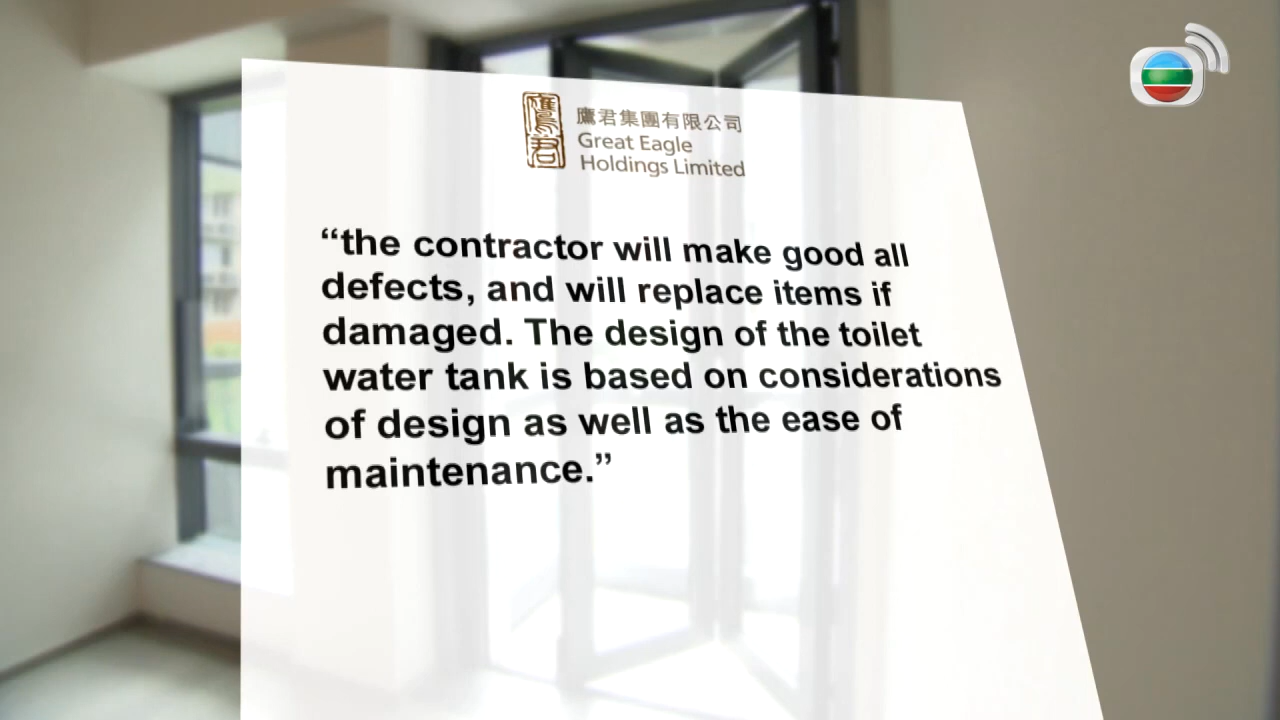 鷹君
鷹君集團有限公司
Great Eagle
Holdings Limited
“the contractor will make good all
defects, and will replace items if
damaged. The design of the toilet
water tank is based on considerations
of design as well as the ease of
maintenance.”